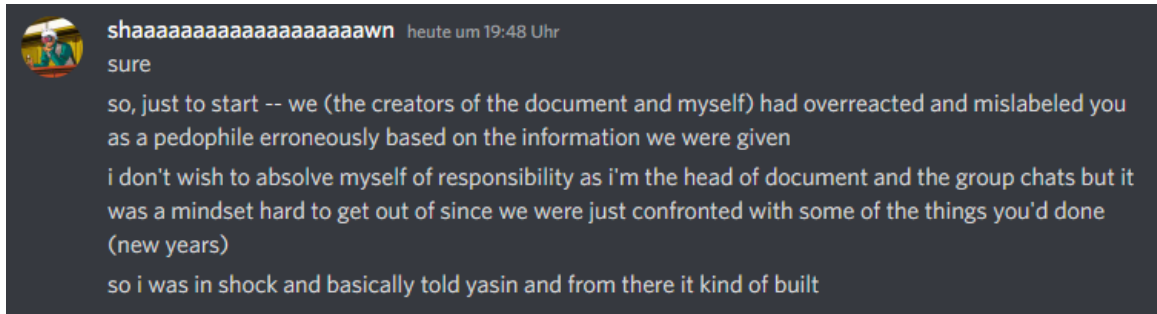 shaaaaaaaaaaaaaaaaaaawn heute um 19:48 Uhr
sure
so, just to start -- we (the creators of the document and myself) had overreacted and mislabeled you
as a pedophile erroneously based on the information we were given
i don't wish to absolve myself of responsibility as i'm the head of document and the group chats but it
was a mindset hard to get out of since we were just confronted with some of the things you'd done
(new years)
so i was in shock and basically told yasin and from there it kind of built